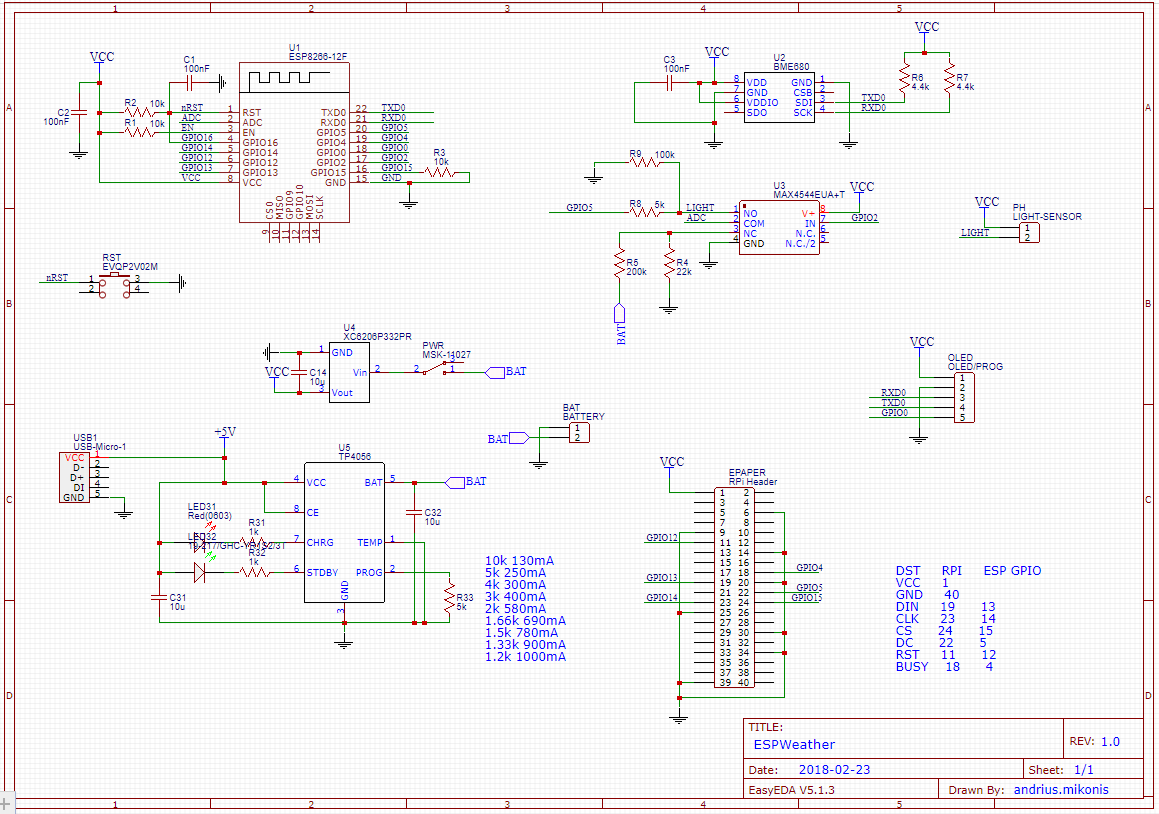 1 2 3 4 5
A
B
C
D
VCC
C2
100nF
C1
100nF
R2 10k
R1 10k
U1
ESP8266-12F
nRST 1 RST
ADC 2 ADC
EN 3 EN
GPIO16 4 GPIO16
GPIO14 5 GPIO14
GPIO12 6 GPIO12
GPIO13 7 GPIO13
VCC 8 VCC
TXD0 22 TXD0
RXD0 21 RXD0
GPIO5 20 GPIO5
GPIO4 19 GPIO4
GPIO0 18 GPIO0
GPIO2 17 GPIO2
GPIO15 16 GPIO15
GND 15 GND
CS0 MISO GPIO9 GPIO10 MOSI SCLK
9 10 11 12 13 14
R3
10k
VCC
C3
100nF
U2
BME680
8 VDD GND 1
7 GND CSB 2
6 VDDIO SDI 3
5 SDO SCK 4
TXD0
RXD0
VCC
R6
4.4k
R7
4.4k
R9 100k
GPIO5 R8 5k LIGHT
ADC
U3
MAX4544EUA+T
1 NO V+ 8
2 COM IN 7
3 NC N.C. 6
4 GND N.C./2 5
VCC
GPIO2
R5
200k
R4
22k
BAT
VCC
PH
LIGHT-SENSOR
LIGHT
1
2
RST
EVQP2V02M
nRST 1 3
2 4
U4
XC6206P332PR
1 GND
Vin 2
3 Vout
VCC
C14
10u
PWR
MSK-14027
2 3
1
BAT
VCC
OLED
OLED/PROG
1
2
RXD0 3
TXD0 4
GPIO0 5
BAT
BATTERY
1
2
BAT
USB1
USB-Micro-1
VCC 1
D- 2
D+ 3
DI 4
GND 5
+5V
U5
TP4056
4 VCC BAT 5
8 CE
7 CHRG TEMP 1
6 STDBY PROG 2
GND
3
BAT
C32
10u
LED31
Red(0603)
LED32
R31
1k
R32
1k
C31
10u
R33
5k
10k 130mA
5k 250mA
4k 300mA
3k 400mA
2k 580mA
1.66k 690mA
1.5k 780mA
1.33k 900mA
1.2k 1000mA
VCC
EPAPER
RPi Header
1 2
3 4
5 6
7 8
9 10
11 12
13 14
15 16
17 18
19 20
21 22
23 24
25 26
27 28
29 30
31 32
33 34
35 36
37 38
39 40
GPIO12
GPIO13
GPIO14
GPIO4
GPIO5
GPIO15
DST RPI ESP GPIO
VCC 1
GND 40
DIN 19 13
CLK 23 14
CS 24 15
DC 22 5
RST 11 12
BUSY 18 4
TITLE:
ESPWeather
REV: 1.0
Date: 2018-02-23
Sheet: 1/1
EasyEDA V5.1.3
Drawn By: andrius.mikonis
1 2 3 4 5
A
B
C
D